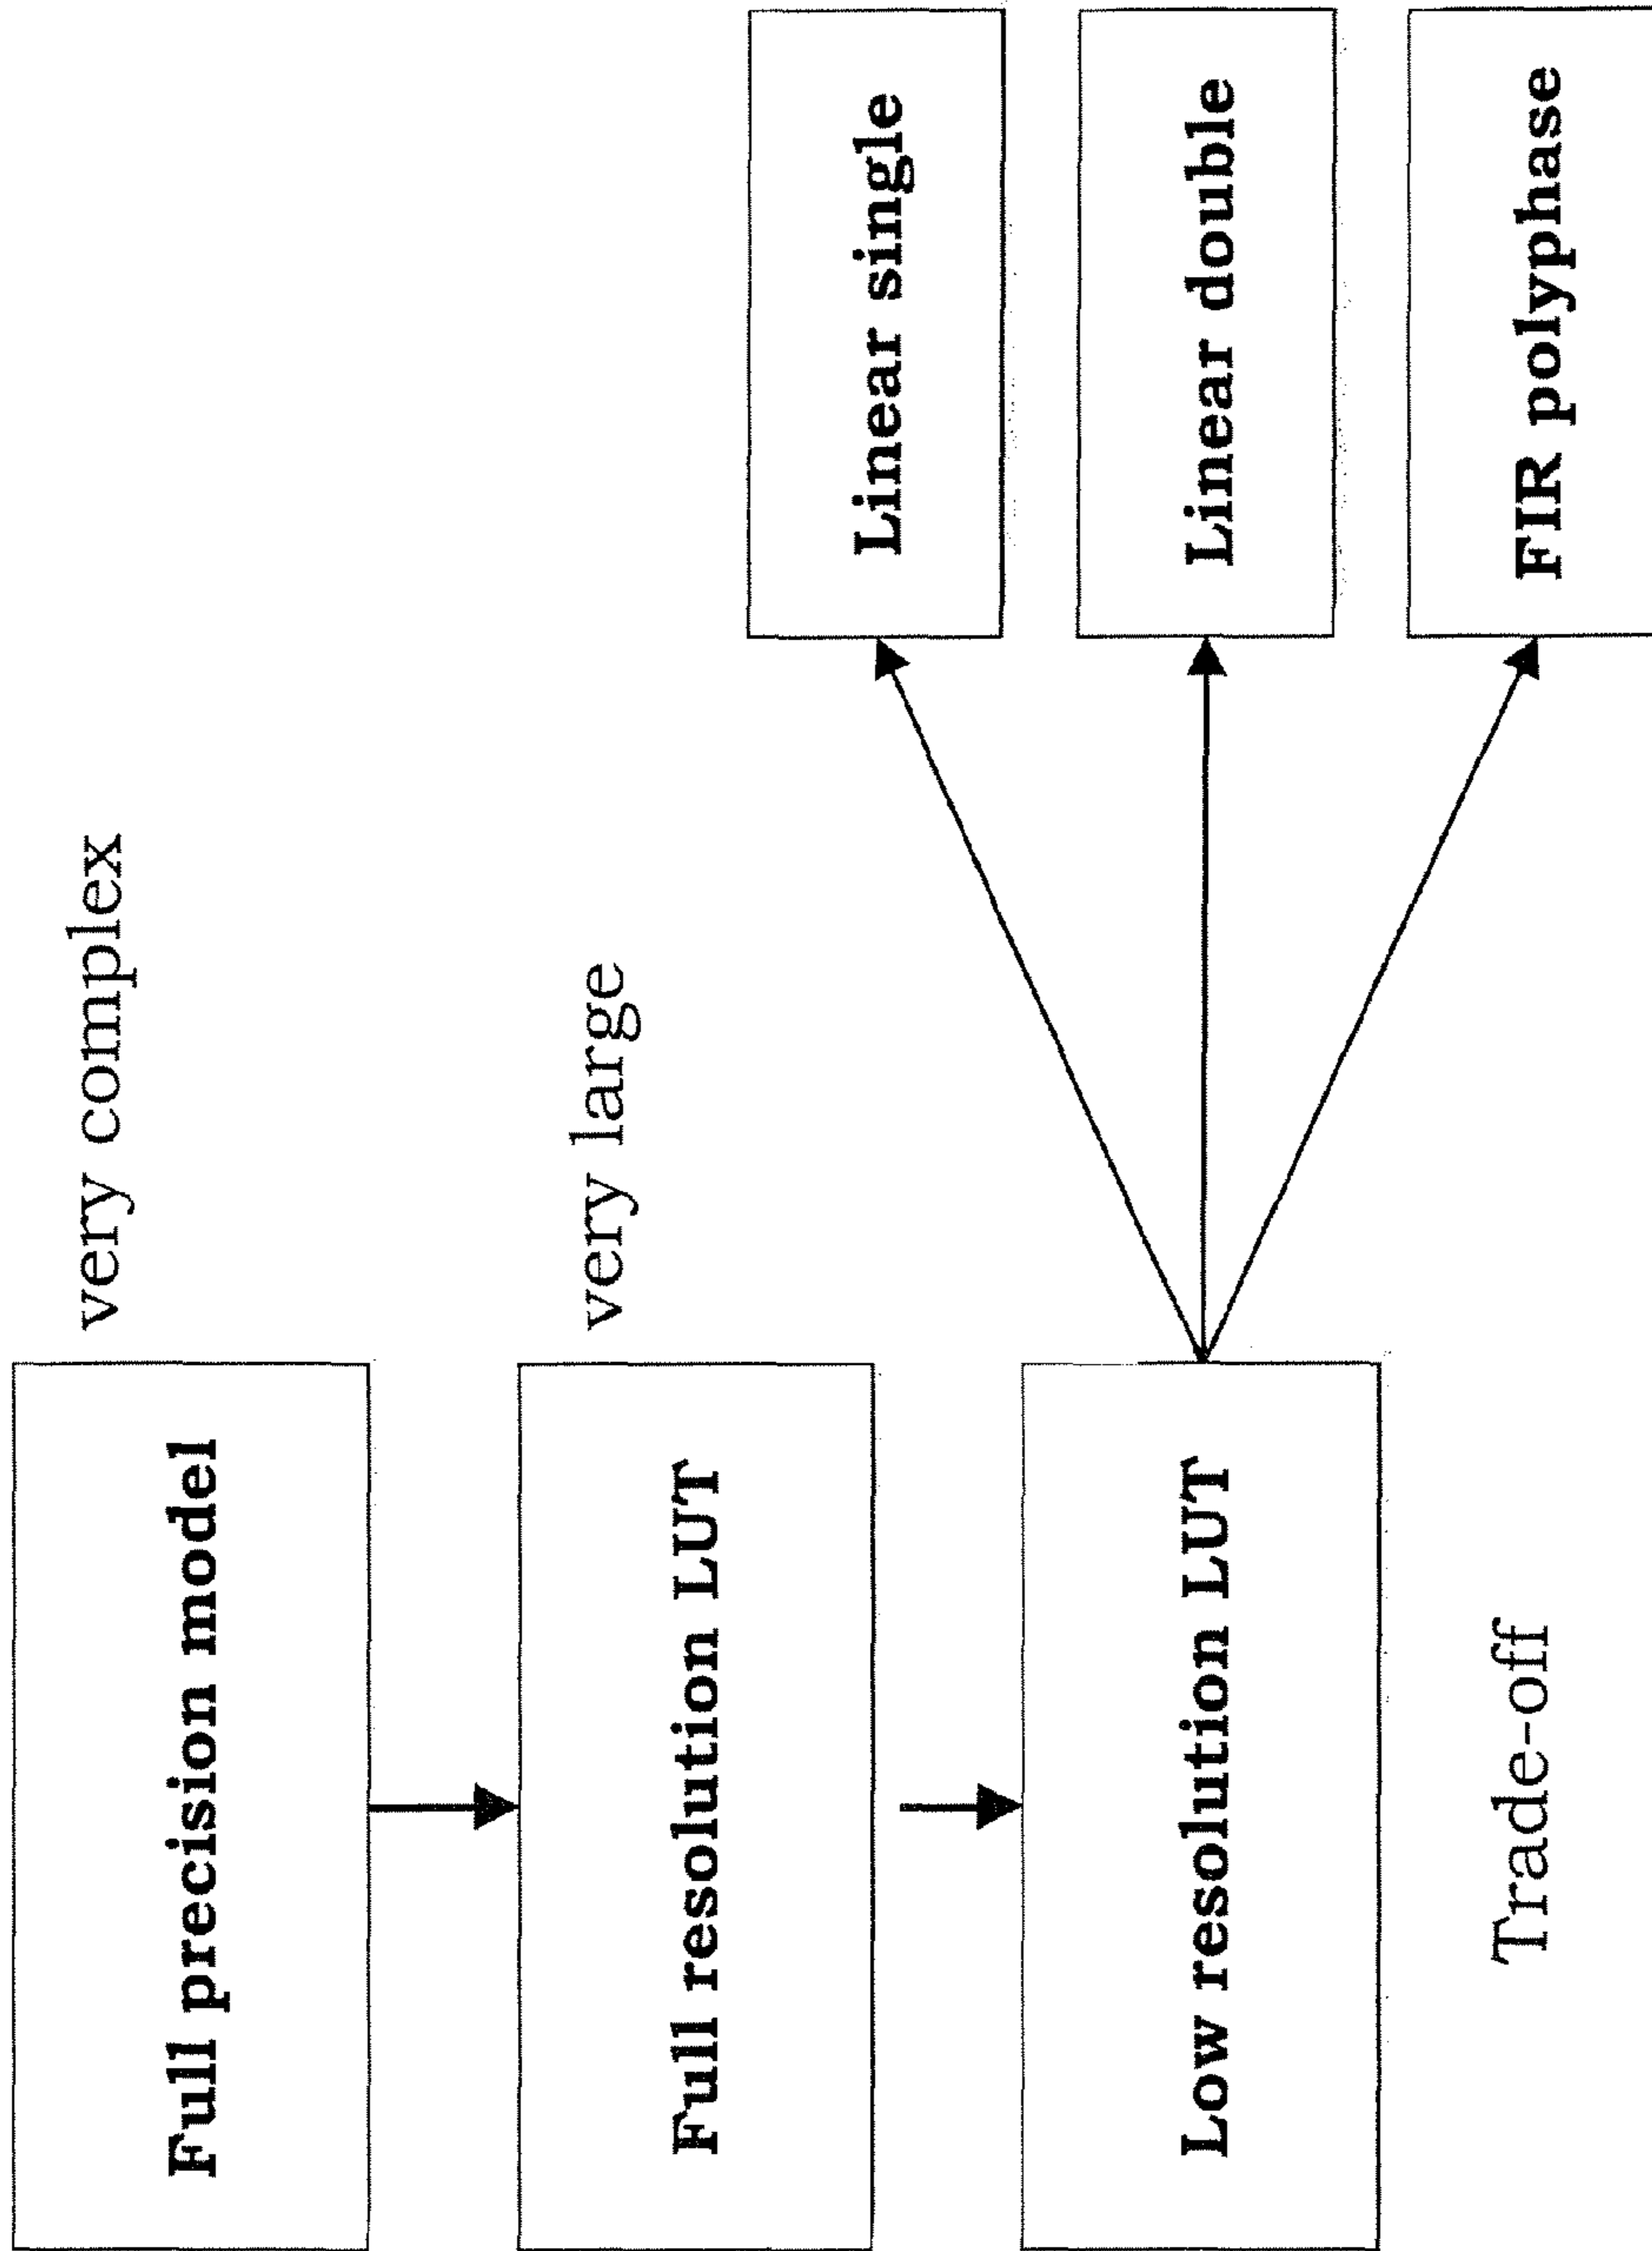 Full precision model
very complex
Full resolution LUT
very large
Low resolution LUT
Trade-off
Linear single
Linear double
FIR polyphase